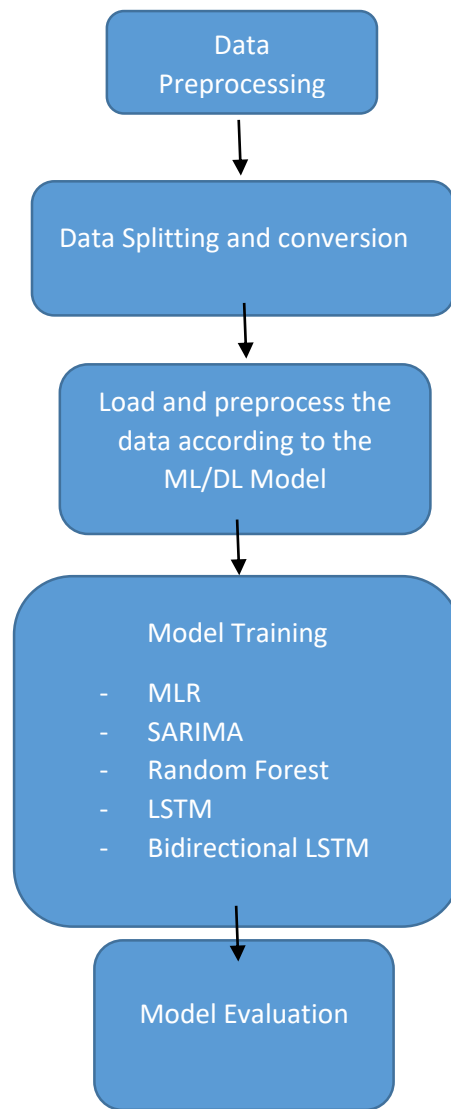 Data
Preprocessing
Data Splitting and conversion
Load and preprocess the
data according to the
ML/DL Model
Model Training
- MLR
- SARIMA
- Random Forest
- LSTM
- Bidirectional LSTM
Model Evaluation